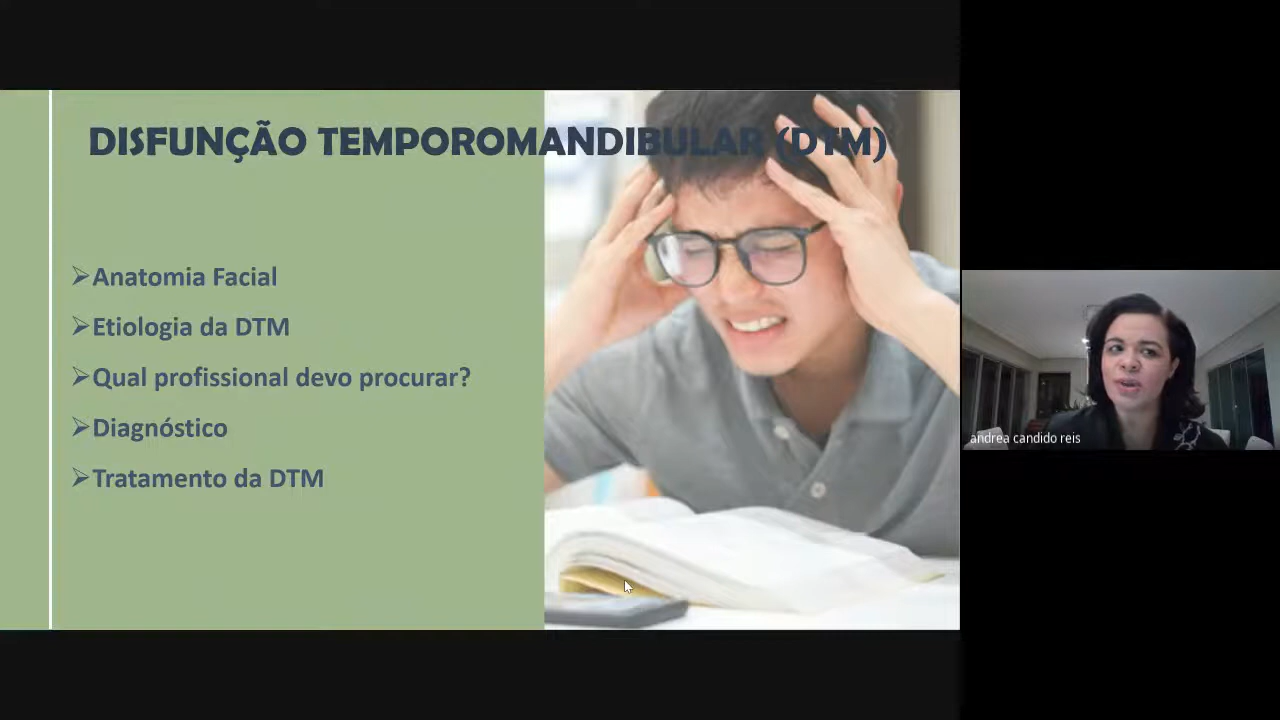 DISFUNÇÃO TEMPOROMANDIBULAR (DTM)
Anatomia Facial
Etiologia da DTM
Qual profissional devo procurar?
Diagnóstico
Tratamento da DTM
andrea candido reis